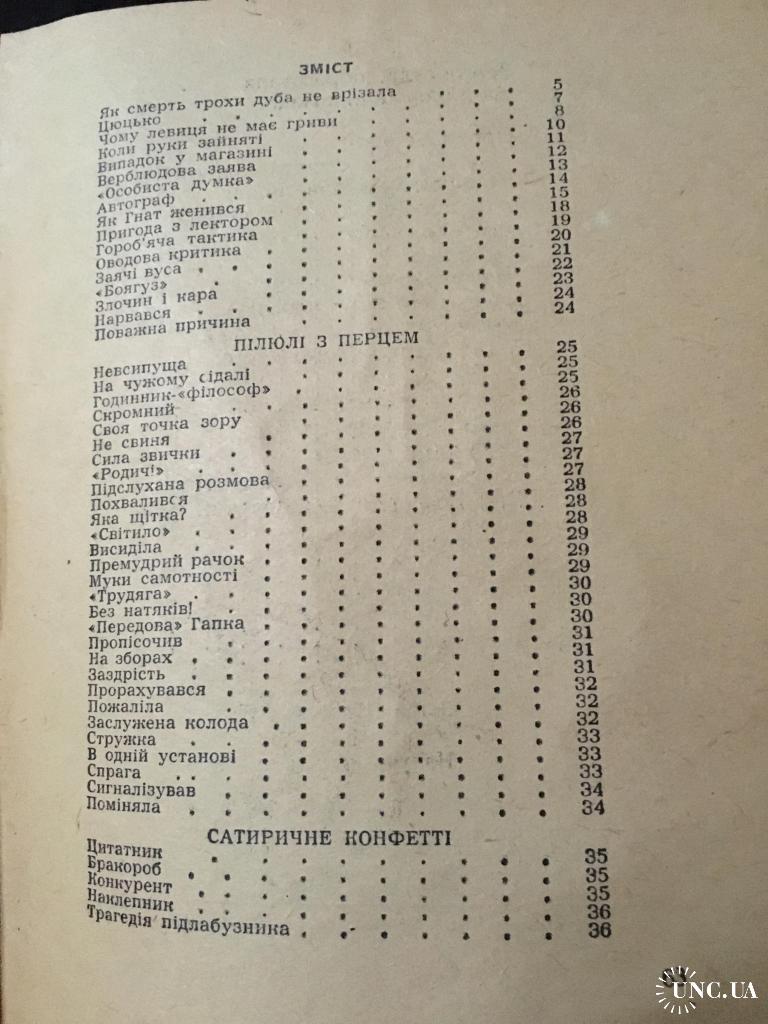 ЗМІСТ
Як смерть трохи дуба не врізала . . . 5
Цюцько . . . . . . . . . 7
Чому левиця не має гриви . . . . . 8
Коли руки зайняті . . . . . . . 10
Випадок у магазині . . . . . . . 11
Верблюдова заява . . . . . . . 12
«Особиста думка» . . . . . . . 13
Автограф . . . . . . . . . 14
Як Гнат женився . . . . . . . 15
Пригода з лектором . . . . . . . 18
Горобʼяча тактика . . . . . . . 19
Оводова критика . . . . . . . . 20
Заячі вуса . . . . . . . . . 21
«Боягуз» . . . . . . . . . 22
Злочин і кара . . . . . . . . 23
Нарвався . . . . . . . . . 24
Поважна причина . . . . . . . 24
ПІЛЮЛІ З ПЕРЦЕМ
Невсипуща . . . . . . . . . 25
На чужому сідалі . . . . . . . 25
Годинник-«філософ» . . . . . . . 25
Скромний . . . . . . . . . 26
Своя точка зору . . . . . . . . 26
Не свиня . . . . . . . . 26
Сила звички . . . . . . . . . 27
«Родичі» . . . . . . . . . 27
Підслухана розмова . . . . . . . 27
Похвалився . . . . . . . . 28
Яка щітка? . . . . . . . . . 28
«Світило» . . . . . . . . . 28
Висиділа . . . . . . . . . 29
Премудрий рачок . . . . . . . . 29
Муки самотності . . . . . . . . 29
«Трудяга» . . . . . . . . . 30
Без натяків! . . . . . . . . . 30
«Передова» Гапка . . . . . . . . 30
Пропісочив . . . . . . . . . 31
На зборах . . . . . . . . . . 31
Заздрість . . . . . . . . . . 31
Прорахувався . . . . . . . . . 32
Пожаліла . . . . . . . . . 32
Заслужена колода . . . . . . . . 32
Стружка . . . . . . . . . . 33
В одній установі . . . . . . . . 33
Спрага . . . . . . . . . . 33
Сигналізував . . . . . . . . . 34
Поміняла . . . . . . . . . . 34
САТИРИЧНЕ КОНФЕТТІ
Цитатник . . . . . . . . . 35
Бракороб . . . . . . . . . . 35
Конкурент . . . . . . . . . 35
Наклепник . . . . . . . . . . 36
Трагедія підлабузника . . . . . . . 36
UNC.UA